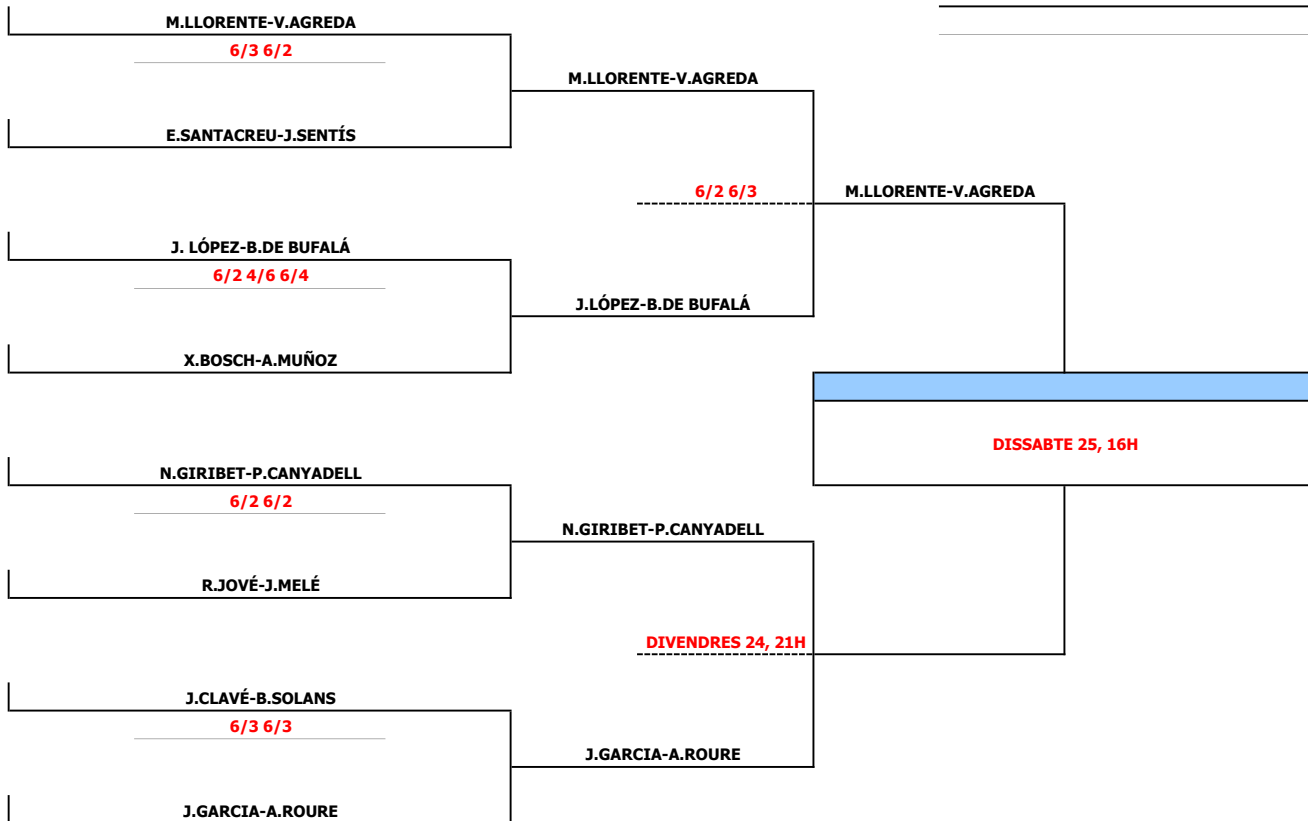 M.LLORENTE-V.AGREDA
6/3 6/2
M.LLORENTE-V.AGREDA
E.SANTACREU-J.SENTÍS
6/2 6/3
M.LLORENTE-V.AGREDA
J. LÓPEZ-B.DE BUFALÁ
6/2 4/6 6/4
J.LÓPEZ-B.DE BUFALÁ
X.BOSCH-A.MUÑOZ
DISSABTE 25, 16H
N.GIRIBET-P.CANYADELL
6/2 6/2
N.GIRIBET-P.CANYADELL
R.JOVÉ-J.MELÉ
DIVENDRES 24, 21H
J.CLAVÉ-B.SOLANS
6/3 6/3
J.GARCIA-A.ROURE
J.GARCIA-A.ROURE